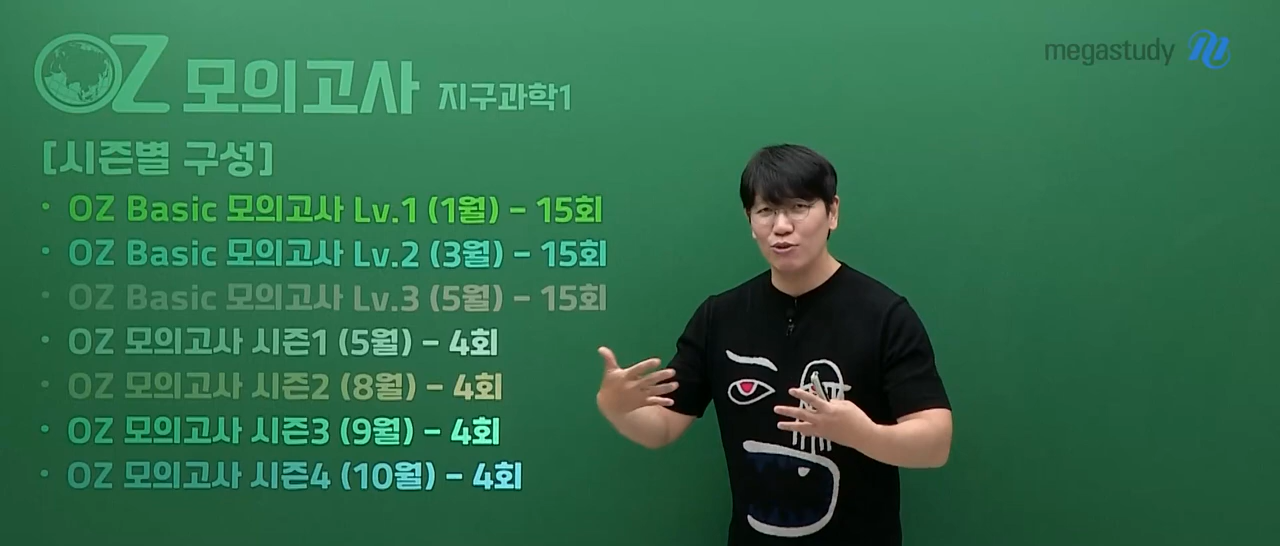 OZ 모의고사 지구과학1
megastudy
[시즌별 구성]
• OZ Basic 모의고사 Lv.1 (1월) – 15회
• OZ Basic 모의고사 Lv.2 (3월) – 15회
• OZ Basic 모의고사 Lv.3 (5월) – 15회
• OZ 모의고사 시즌1 (5월) – 4회
• OZ 모의고사 시즌2 (8월) – 4회
• OZ 모의고사 시즌3 (9월) – 4회
• OZ 모의고사 시즌4 (10월) – 4회